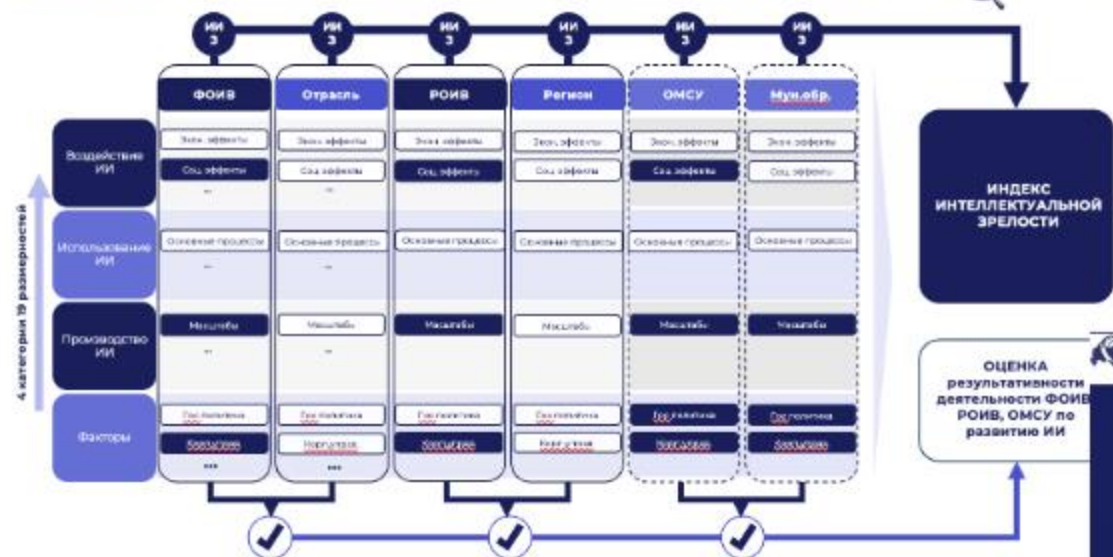 ИИ
З
ИИ
З
ИИ
З
ИИ
З
ИИ
З
ИИ
З
ФОИВ
Отрасль
РОИВ
Регион
ОМСУ
Мун.обр.
4 категории 19 размерностей
Воздействие
ИИ
Экон. эффекты
Экон. эффекты
Экон. эффекты
Экон. эффекты
Экон. эффекты
Экон. эффекты
Соц. эффекты
Соц. эффекты
Соц. эффекты
Соц. эффекты
Соц. эффекты
Соц. эффекты
...
...
Использование
ИИ
Основные процессы
Основные процессы
Основные процессы
Основные процессы
Основные процессы
Основные процессы
...
...
Производство
ИИ
Масштабы
Масштабы
Масштабы
Масштабы
Масштабы
Масштабы
...
...
Факторы
Гос.политика
Гос.политика
Гос.политика
Гос.политика
Гос.политика
Гос.политика
...
...
ИНДЕКС
ИНТЕЛЛЕКТУАЛЬНОЙ
ЗРЕЛОСТИ
ОЦЕНКА
результативности
деятельности ФОИВ
РОИВ, ОМСУ по
развитию ИИ